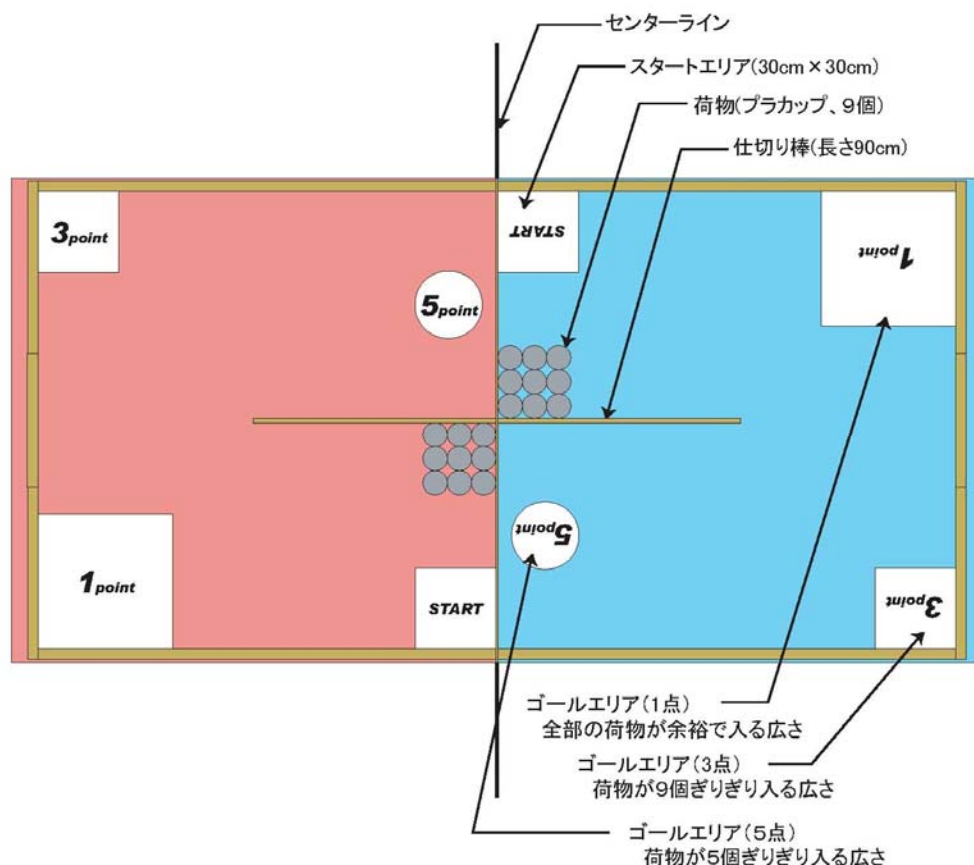 センターライン
スタートエリア(30cm×30cm)
荷物(プラカップ、9個)
仕切り棒(長さ90cm)
3point
START
1point
5point
5point
1point
START
3point
ゴールエリア(1点)
全部の荷物が余裕で入る広さ
ゴールエリア(3点)
荷物が9個ぎりぎり入る広さ
ゴールエリア(5点)
荷物が5個ぎりぎり入る広さ